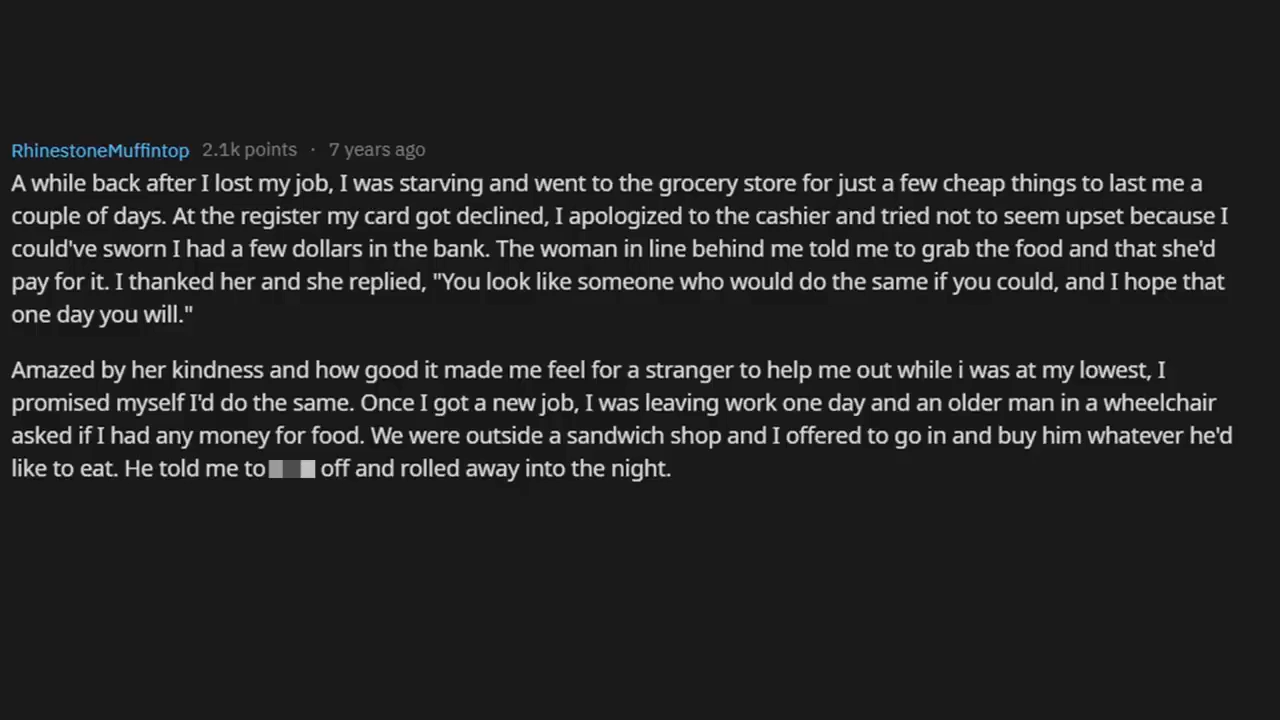 RhinestoneMuffintop 2.1k points · 7 years ago
A while back after I lost my job, I was starving and went to the grocery store for just a few cheap things to last me a
couple of days. At the register my card got declined, I apologized to the cashier and tried not to seem upset because I
could've sworn I had a few dollars in the bank. The woman in line behind me told me to grab the food and that she'd
pay for it. I thanked her and she replied, "You look like someone who would do the same if you could, and I hope that
one day you will."
Amazed by her kindness and how good it made me feel for a stranger to help me out while i was at my lowest, I
promised myself I'd do the same. Once I got a new job, I was leaving work one day and an older man in a wheelchair
asked if I had any money for food. We were outside a sandwich shop and I offered to go in and buy him whatever he'd
like to eat. He told me to off and rolled away into the night.